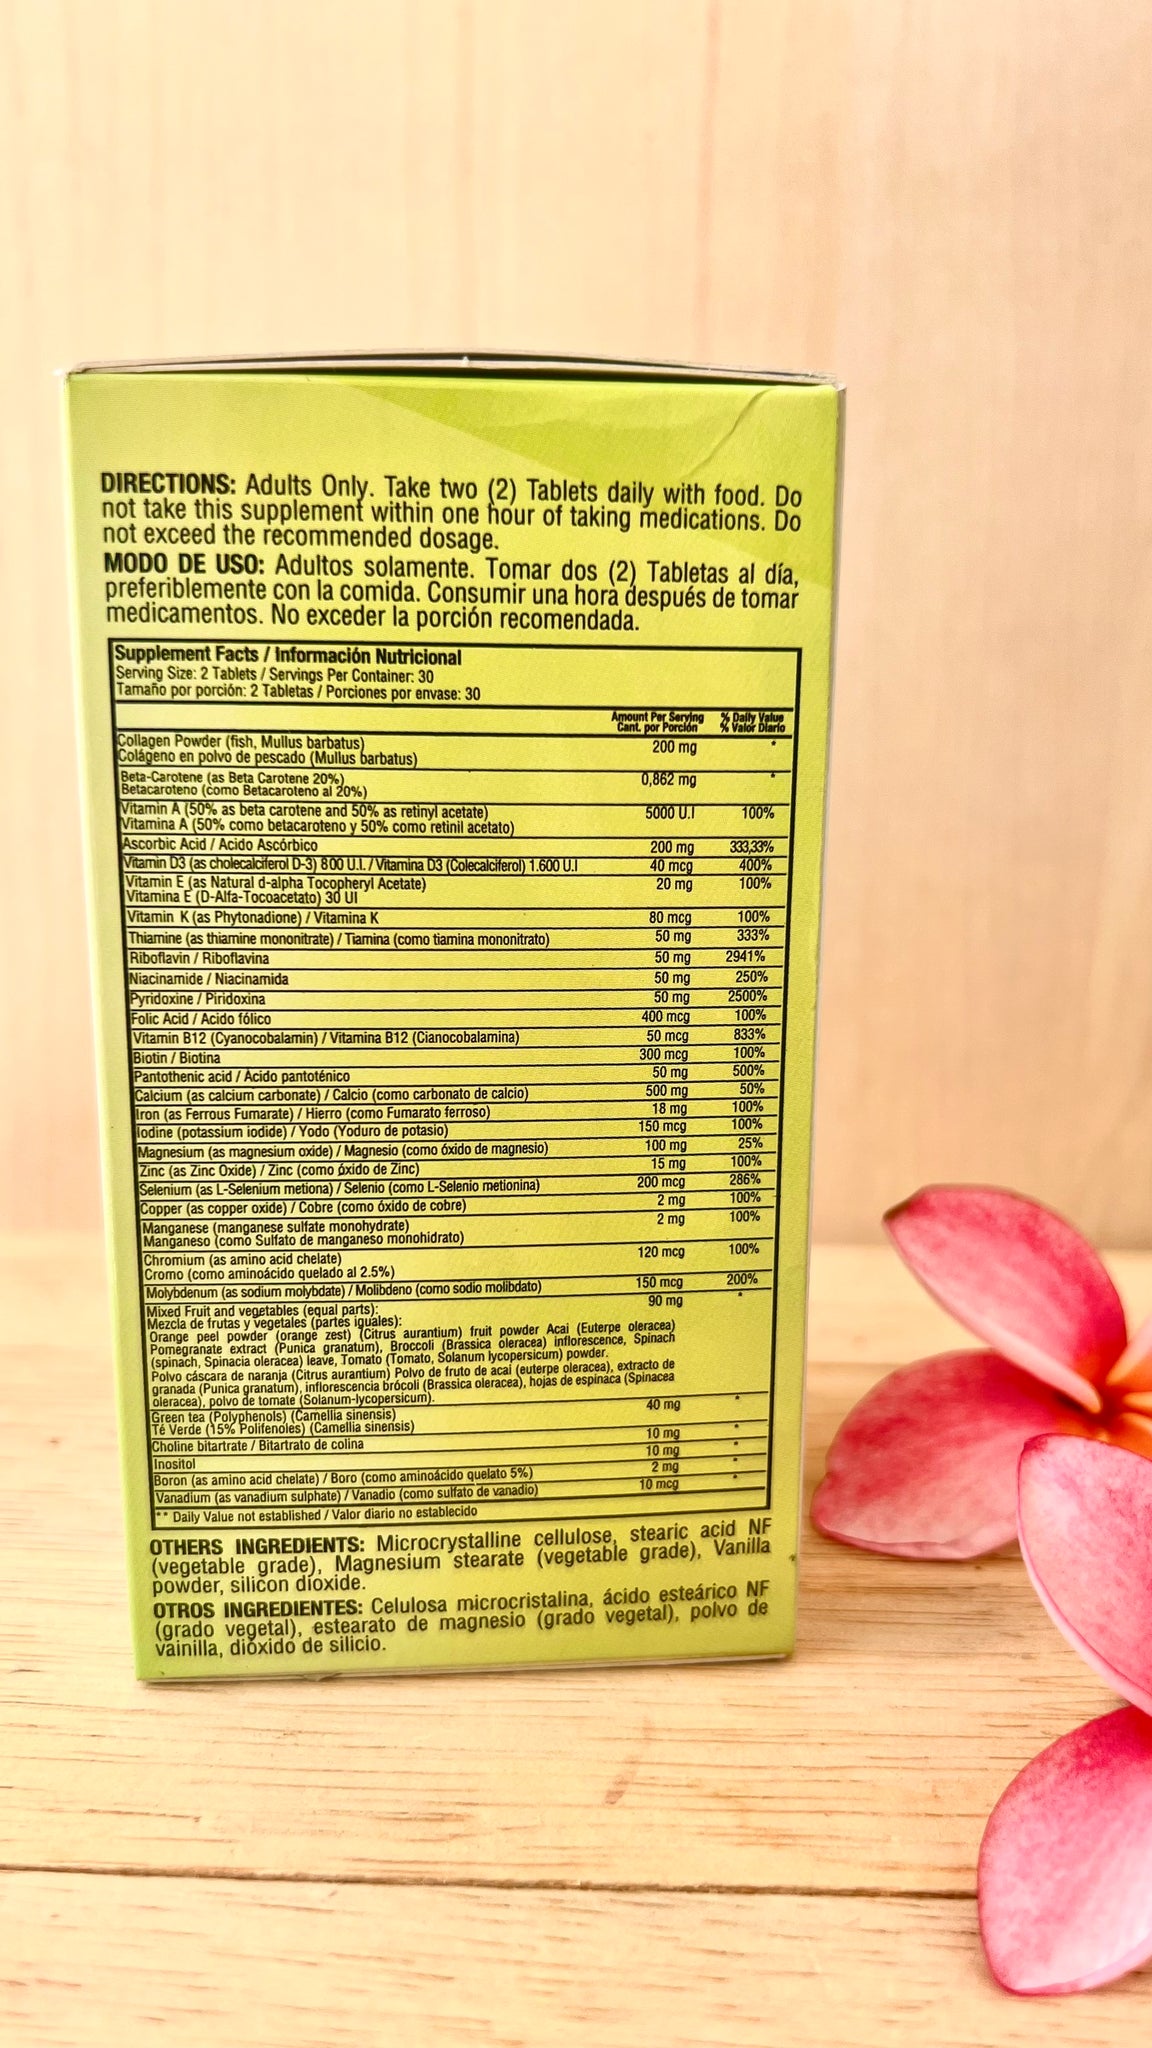 DIRECTIONS: Adults Only. Take two (2) Tablets daily with food. Do
not take this supplement within one hour of taking medications. Do
not exceed the recommended dosage.
MODO DE USO: Adultos solamente. Tomar dos (2) Tabletas al día,
preferiblemente con la comida. Consumir una hora después de tomar
medicamentos. No exceder la porción recomendada.
Supplement Facts / Información Nutricional
Serving Size: 2 Tablets / Servings Per Container: 30
Tamaño por porción: 2 Tabletas / Porciones por envase: 30
Amount Per Serving % Daily Value
Cant. por Porción % Valor Diario
Collagen Powder (fish, Mullus barbatus) 200 mg *
Colágeno en polvo de pescado (Mullus barbatus)
Beta-Carotene (as Beta Carotene 20%) 0,862 mg *
Betacaroteno (como Betacaroteno al 20%)
Vitamin A (50% as beta carotene and 50% as retinyl acetate) 5000 U.I 100%
Vitamina A (50% como betacaroteno y 50% como retinil acetato)
Ascorbic Acid / Acido Ascórbico 200 mg 333,33%
Vitamin D3 (as cholecalciferol D-3) 800 U.I. / Vitamina D3 (Colecalciferol) 1.600 U.I 40 mcg 400%
Vitamin E (as Natural d-alpha Tocopheryl Acetate) 20 mg 100%
Vitamina E (D-Alfa-Tocoacetato) 30 UI
Vitamin K (as Phytonadione) / Vitamina K 80 mcg 100%
Thiamine (as thiamine mononitrate) / Tiamina (como tiamina mononitrato) 50 mg 333%
Riboflavin / Riboflavina 50 mg 2941%
Niacinamide / Niacinamida 50 mg 250%
Pyridoxine / Piridoxina 50 mg 2500%
Folic Acid / Acido fólico 400 mcg 100%
Vitamin B12 (Cyanocobalamin) / Vitamina B12 (Cianocobalamina) 50 mcg 833%
Biotin / Biotina 300 mcg 100%
Pantothenic acid / Acido pantoténico 50 mg 500%
Calcium (as calcium carbonate) / Calcio (como carbonato de calcio) 500 mg 50%
Iron (as Ferrous Fumarate) / Hierro (como Fumarato ferroso) 18 mg 100%
Iodine (potassium iodide) / Yodo (Yoduro de potasio) 150 mcg 100%
Magnesium (as magnesium oxide) / Magnesio (como óxido de magnesio) 100 mg 25%
Zinc (as Zinc Oxide) / Zinc (como óxido de Zinc) 15 mg 100%
Selenium (as L-Selenium metiona) / Selenio (como L-Selenio metionina) 200 mcg 286%
Copper (as copper oxide) / Cobre (como óxido de cobre) 2 mg 100%
Manganese (manganese sulfate monohydrate) 2 mg 100%
Manganeso (como Sulfato de manganeso monohidrato)
Chromium (as amino acid chelate) 120 mcg 100%
Cromo (como aminoácido quelado al 2.5%)
Molybdenum (as sodium molybdate) / Molibdeno (como sodio molibdato) 150 mcg 200%
Mixed Fruit and vegetables (equal parts): 90 mg *
Mezcla de frutas y vegetales (partes iguales):
Orange peel powder (orange zest) (Citrus aurantium) fruit powder Acai (Euterpe oleracea)
Pomegranate extract (Punica granatum), Broccoli (Brassica oleracea) inflorescence, Spinach
(spinach, Spinacia oleracea) leave, Tomato (Tomato, Solanum lycopersicum) powder.
Polvo cáscara de naranja (Citrus aurantium) Polvo de fruto de acai (euterpe oleracea), extracto de
granada (Punica granatum), inflorescencia brócoli (Brassica oleracea), hojas de espinaca (Spinacea
oleracea), polvo de tomate (Solanum-lycopersicum).
Green tea (Polyphenols) (Camellia sinensis) 40 mg *
Té Verde (15% Polifenoles) (Camellia sinensis)
Choline bitartrate / Bitartrato de colina 10 mg *
Inositol 10 mg *
Boron (as amino acid chelate) / Boro (como aminoácido quelato 5%) 2 mg *
Vanadium (as vanadium sulphate) / Vanadio (como sulfato de vanadio) 10 mcg *
** Daily Value not established / Valor diario no establecido
OTHERS INGREDIENTS: Microcrystalline cellulose, stearic acid NF
(vegetable grade), Magnesium stearate (vegetable grade), Vanilla
powder, silicon dioxide.
OTROS INGREDIENTES: Celulosa microcristalina, ácido esteárico NF
(grado vegetal), estearato de magnesio (grado vegetal), polvo de
vainilla, dióxido de silicio.